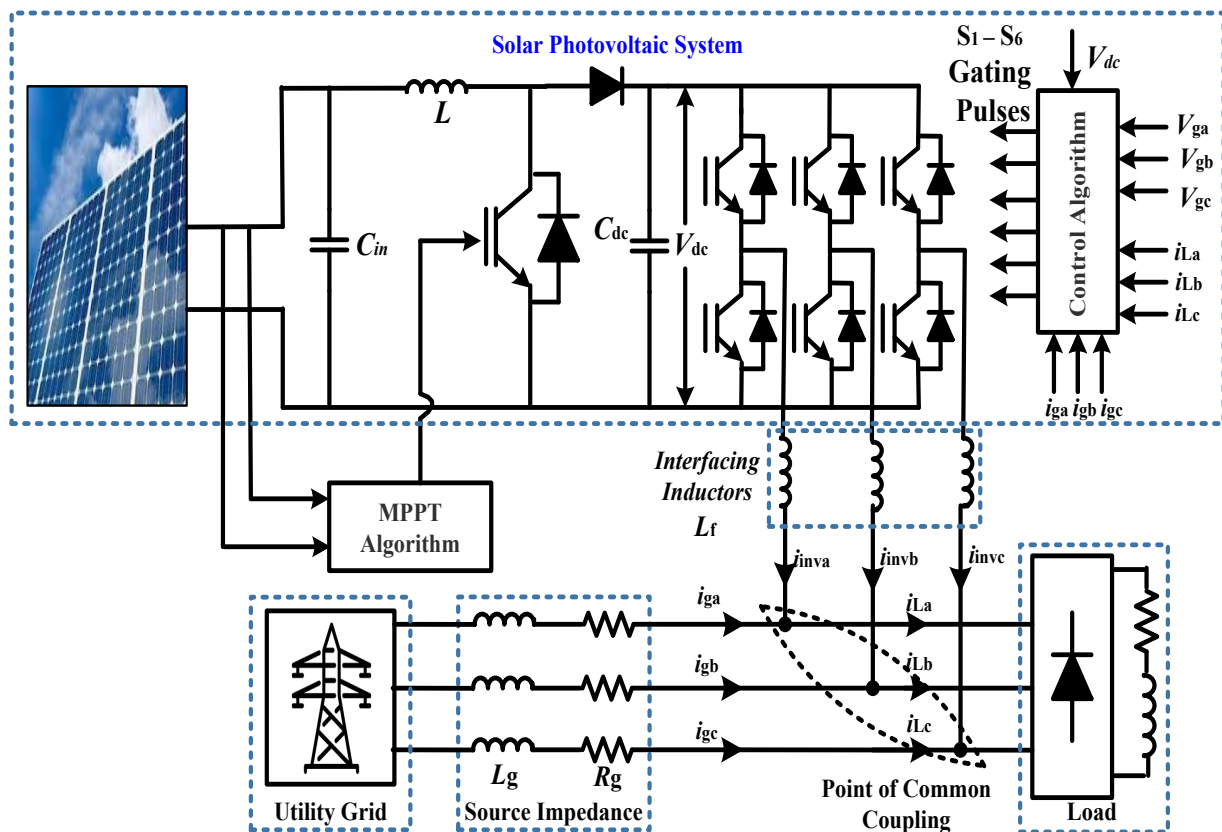 Solar Photovoltaic System
S1 – S6
Gating
Pulses
Vdc
L
Cin
Cdc
Vdc
Control Algorithm
Vga
Vgb
Vgc
iLa
iLb
iLc
iga igb igc
MPPT
Algorithm
Interfacing
Inductors
Lf
iinva
iinvb
iinvc
iga
iLa
igb
iLb
igc
iLc
Lg
Rg
Utility Grid
Source Impedance
Point of Common
Coupling
Load